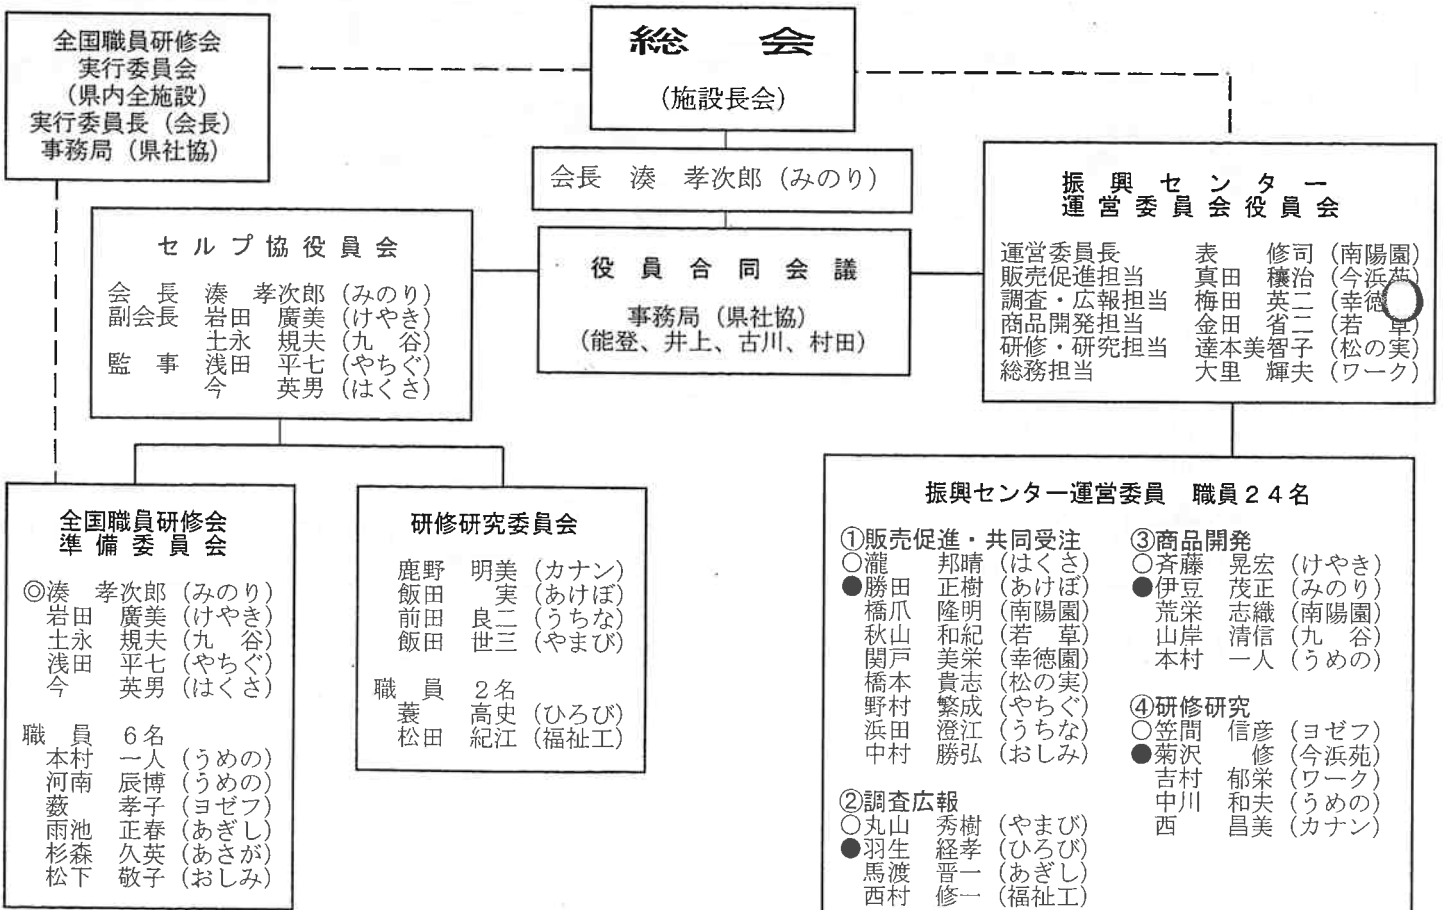 全国職員研修会
実行委員会
(県内全施設)
実行委員長（会長）
事務局（県社協）
総　会
(施設長会)
会長　湊　孝次郎（みのり）
セルプ協役員会
会　長　湊　孝次郎（みのり）
副会長　岩田　廣美（けやき）
土永　規夫（九　谷）
監　事　浅田　平七（やちぐ）
今　英男（はくさ）
役員合同会議
事務局（県社協）
(能登、井上、古川、村田)
振興センター
運営委員会役員会
運営委員長　表　修司（南陽園）
販売促進担当　真田　穰治（今浜苑）
調査・広報担当　梅田　英二（幸徳
商品開発担当　金田　省二（若　草）
研修・研究担当　達本美智子（松の実）
総務担当　大里　輝夫（ワーク）
全国職員研修会
準備委員会
◎湊　孝次郎（みのり）
岩田　廣美（けやき）
土永　規夫（九　谷）
浅田　平七（やちぐ）
今　英男（はくさ）
職　員　6名
本村　一人（うめの）
河南　辰博（うめの）
薮　孝子（ヨゼフ）
雨池　正春（あぎし）
杉森　久英（あさが）
松下　敬子（おしみ）
研修研究委員会
鹿野　明美（カナン）
飯田　実（あけぼ）
前田　良二（うちな）
飯田　世三（やまび）
職　員　2名
蓑　高史（ひろび）
松田　紀江（福祉工）
振興センター運営委員　職員２４名
①販売促進・共同受注
○瀧　邦晴（はくさ）
●勝田　正樹（あけぼ）
橋爪　隆明（南陽園）
秋山　和紀（若　草）
関戸　美栄（幸徳園）
橋本　貴志（松の実）
野村　繁成（やちぐ）
浜田　澄江（うちな）
中村　勝弘（おしみ）
②調査広報
○丸山　秀樹（やまび）
●羽生　経孝（ひろび）
馬渡　晋一（あぎし）
西村　修一（福祉工）
③商品開発
○斉藤　晃宏（けやき）
●伊豆　茂正（みのり）
荒栄　志織（南陽園）
山岸　清信（九　谷）
本村　一人（うめの）
④研修研究
○笠間　信彦（ヨゼフ）
●菊沢　修（今浜苑）
吉村　郁栄（ワーク）
中川　和夫（うめの）
西　昌美（カナン）